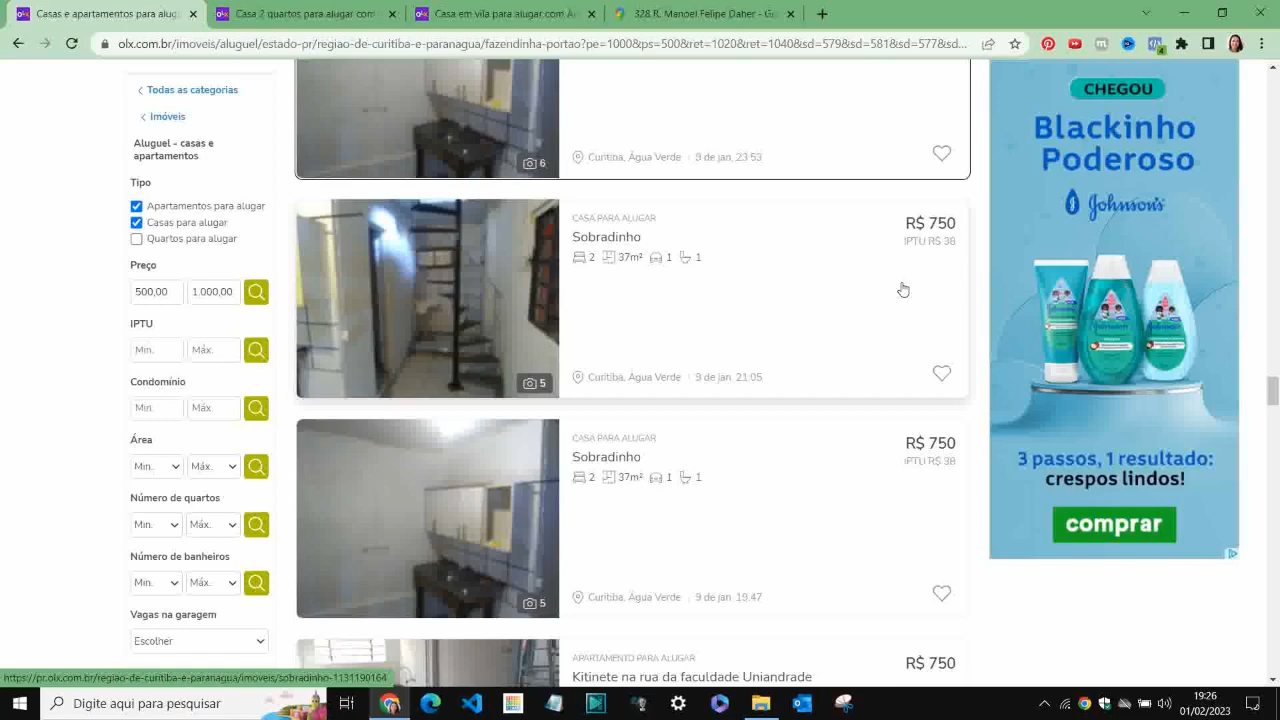 Casas e apartamentos para alug
Casa 2 quartos para alugar com
Casa em vila para alugar com Ár
328 R. Manoel Felipe Daher - Go
olx.com.br/imoveis/aluguel/estado-pr/regiao-de-curitiba-e-paranagua/fazendinha-portao?pe=1000&ps=500&ret=1020&ret=1040&sd=579&sd=581&sd=577&sd...
Todas as categorias
Imóveis
Aluguel - casas e
apartamentos
Tipo
Apartamentos para alugar
Casas para alugar
Quartos para alugar
Preço
500,00
1.000,00
IPTU
Min.
Máx.
Condomínio
Min.
Máx.
Área
Min.
Máx.
Número de quartos
Min.
Máx.
Número de banheiros
Min.
Máx.
Vagas na garagem
Escolher
6
Curitiba, Água Verde | 9 de jan, 23:53
CASA PARA ALUGAR
R$ 750
Sobradinho
IPTU R$ 38
2 37m² 1 1
5
Curitiba, Água Verde | 9 de jan, 21:05
CASA PARA ALUGAR
R$ 750
Sobradinho
IPTU R$ 38
2 37m² 1 1
5
Curitiba, Água Verde | 9 de jan, 19:47
APARTAMENTO PARA ALUGAR
R$ 750
Kitinete na rua da faculdade Uniandrade
CHEGOU
Blackinho
Poderoso
Johnson's
3 passos, 1 resultado:
crespos lindos!
comprar
https://pr.olx.com.br/regiao-de-curitiba-e-paranagua/imoveis/sobradinho-1131190164
Digite aqui para pesquisar
19:26
01/02/2023